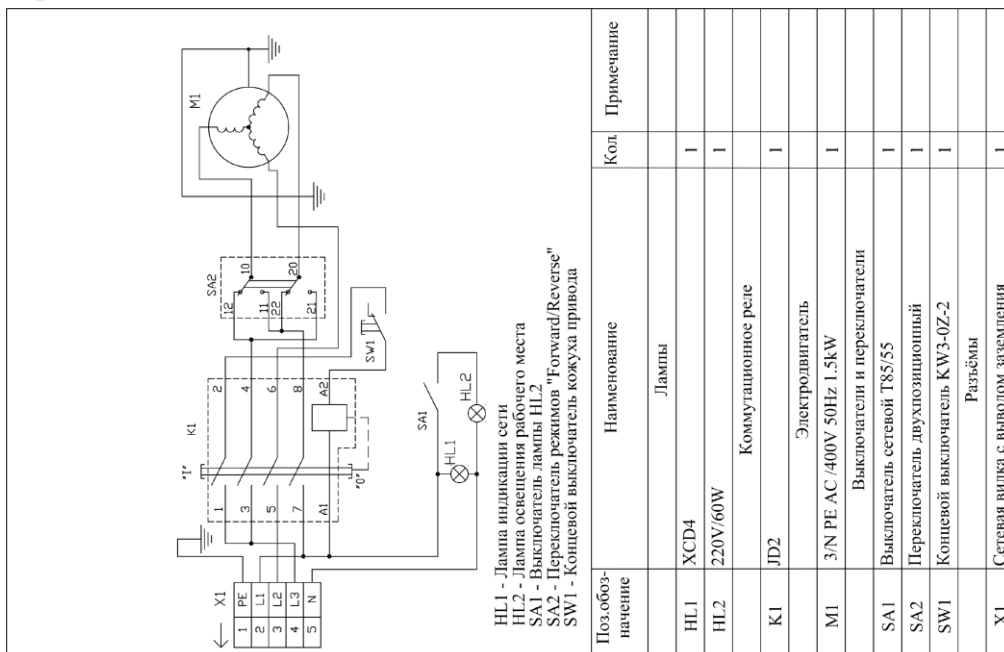 X1
1 PE
2 L1
3 L2
4 L3
5 N
K1
"I"
"O"
1
2
3
4
5
6
7
8
A1
A2
SA2
12
10
11
22
20
21
SW1
M1
SA1
HL1
HL2
HL1 - Лампа индикации сети
HL2 - Лампа освещения рабочего места
SA1 - Выключатель лампы HL2
SA2 - Переключатель режимов "Forward/Reverse"
SW1 - Концевой выключатель кожуха привода
Поз.обоз-
начение
Наименование
Кол.
Примечание
Лампы
HL1 XCD4 1
HL2 220V/60W 1
Коммутационное реле
K1 JD2 1
Электродвигатель
M1 3/N PE AC /400V 50Hz 1.5kW 1
Выключатели и переключатели
SA1 Выключатель сетевой T85/55 1
SA2 Переключатель двухпозиционный 1
SW1 Концевой выключатель KW3-0Z-2 1
Разъёмы
X1 Сетевая вилка с выводом заземления 1